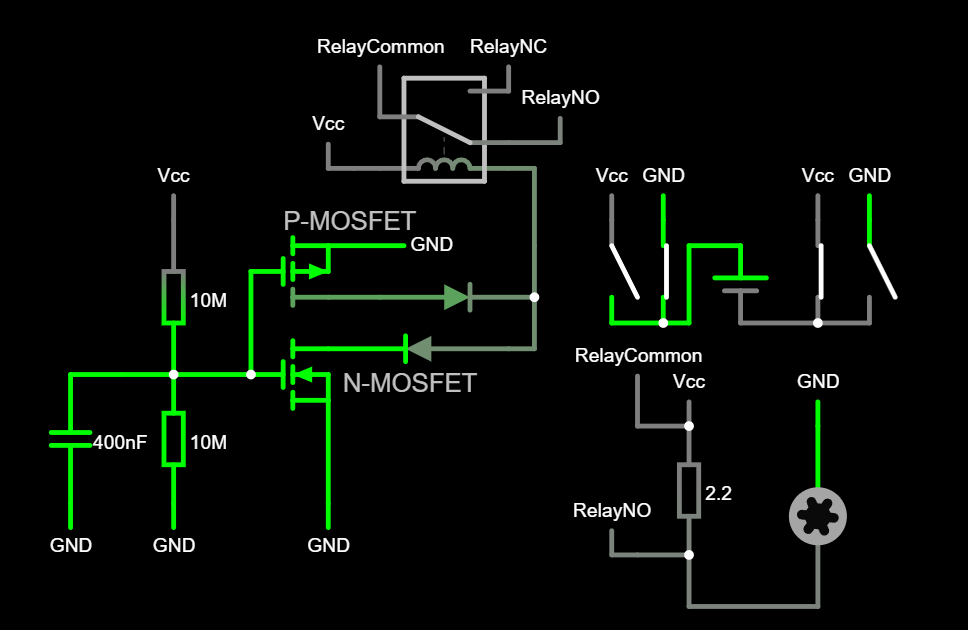 RelayCommon
RelayNC
RelayNO
Vcc
Vcc
Vcc
GND
Vcc
GND
P-MOSFET
GND
10M
N-MOSFET
RelayCommon
Vcc
GND
400nF
10M
2.2
RelayNO
GND
GND
GND